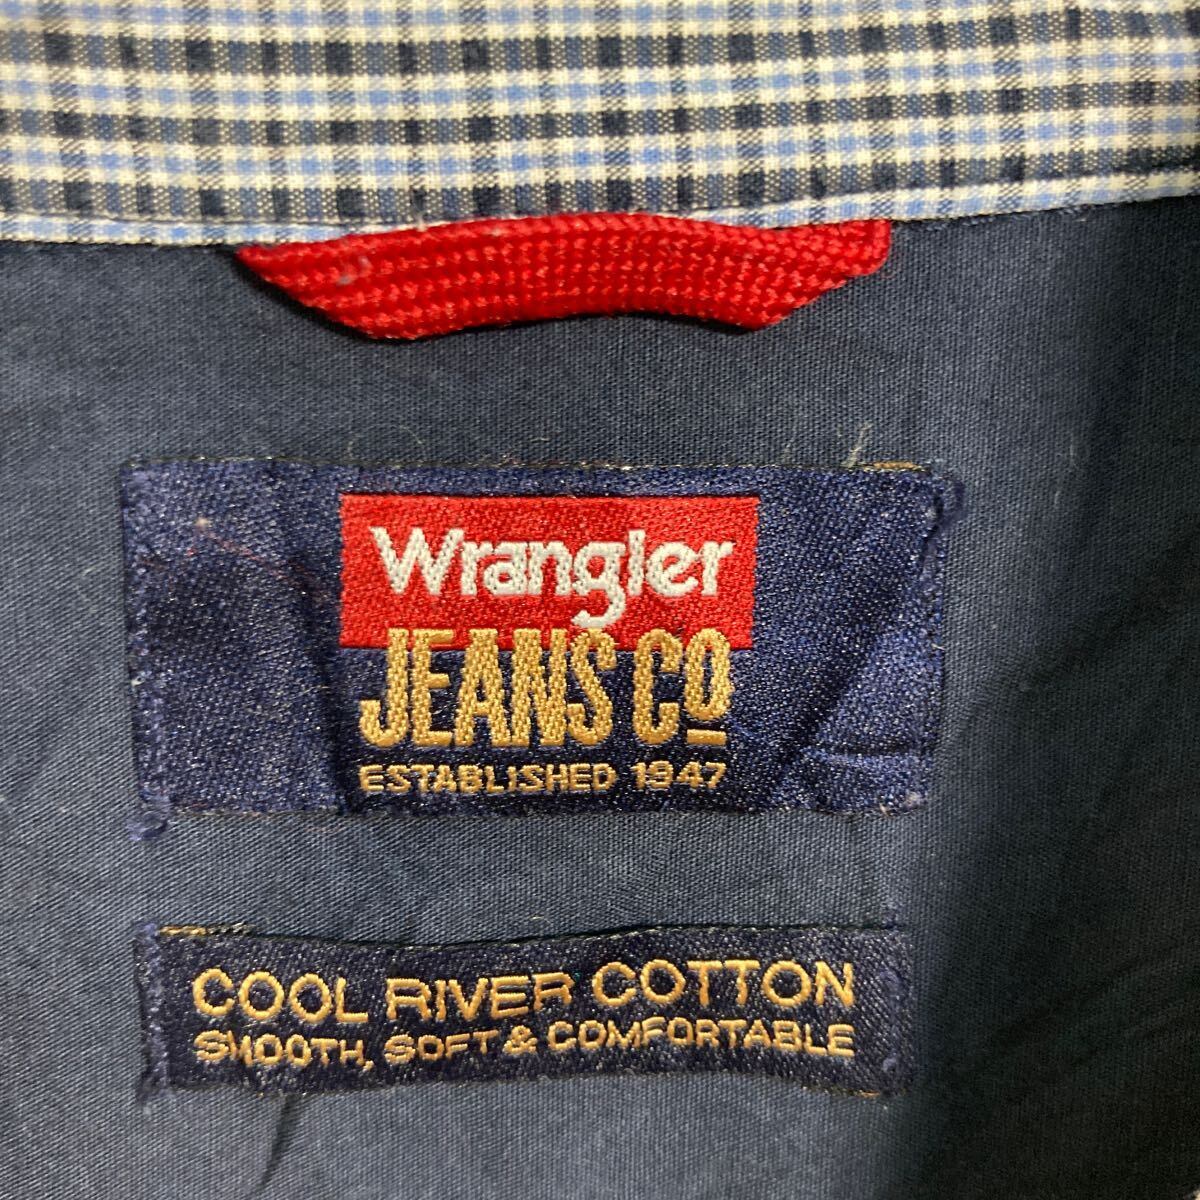 Wrangler
JEANS CO
ESTABLISHED 1947
COOL RIVER COTTON
SMOOTH, SOFT & COMFORTABLE